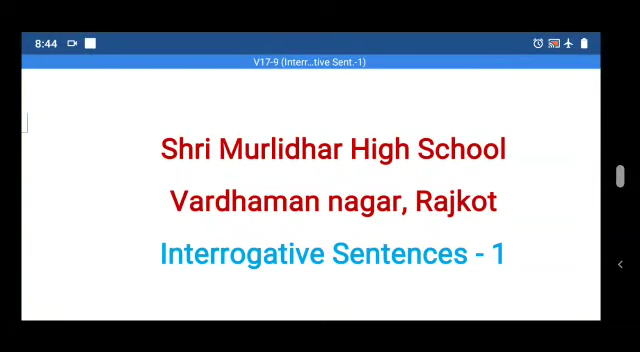 8:44
V17-9 (Interr...tive Sent.-1)
Shri Murlidhar High School
Vardhaman nagar, Rajkot
Interrogative Sentences - 1